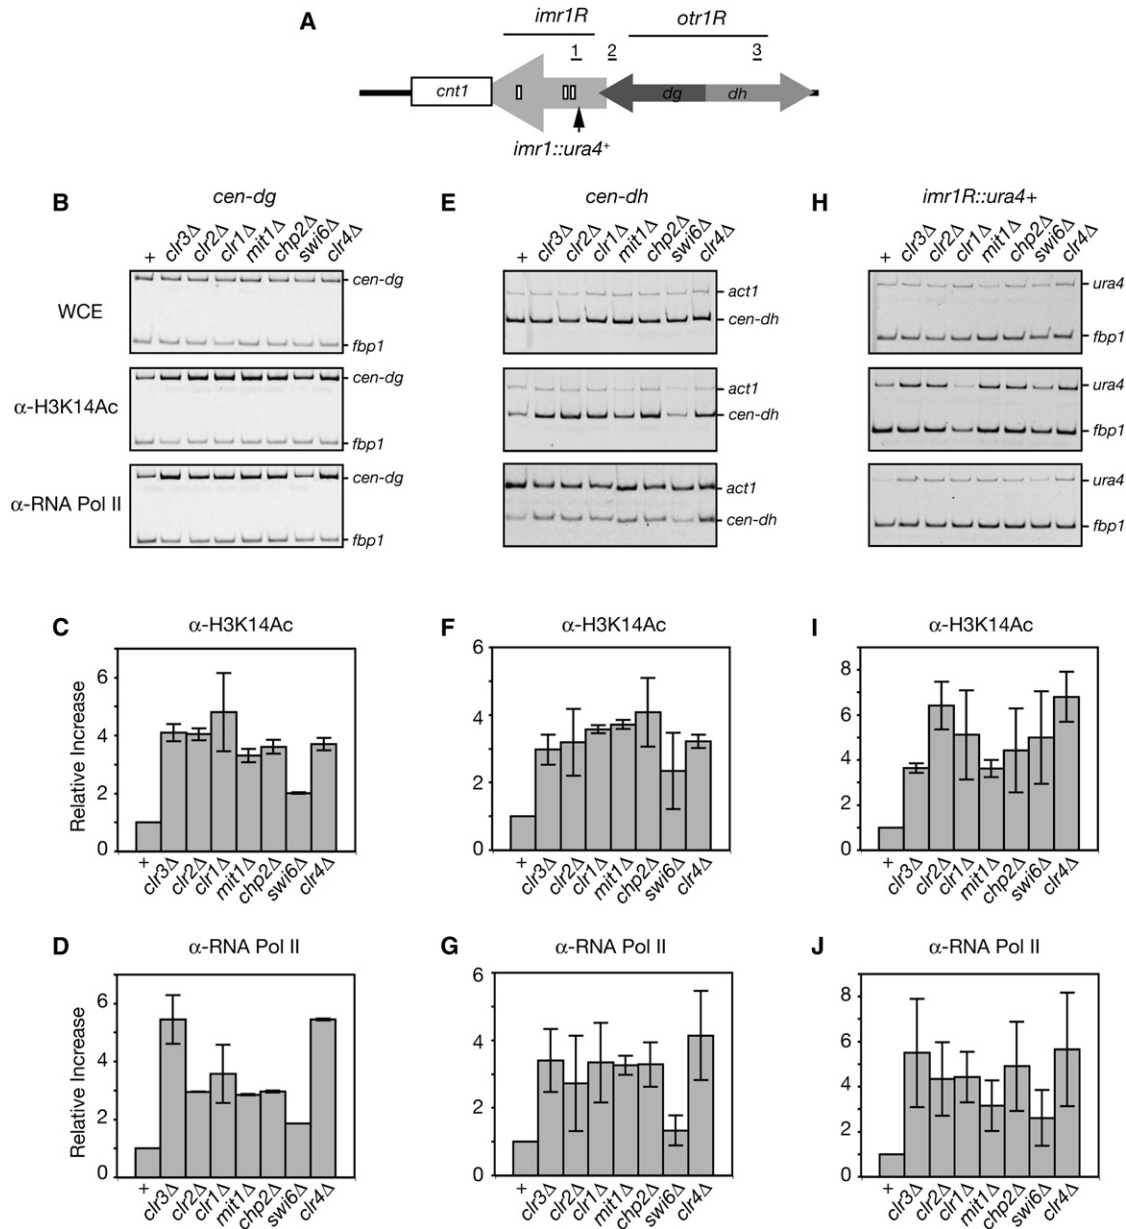 A
imr1R
otr1R
1 2 3
cnt1
dg dh
imr1::ura4+
B cen-dg
+ clr3Δ clr2Δ clr1Δ mit1Δ chp2Δ swi6Δ clr4Δ
WCE
cen-dg
fbp1
α-H3K14Ac
cen-dg
fbp1
α-RNA Pol II
cen-dg
fbp1
E cen-dh
+ clr3Δ clr2Δ clr1Δ mit1Δ chp2Δ swi6Δ clr4Δ
act1
cen-dh
act1
cen-dh
act1
cen-dh
H imr1R::ura4+
+ clr3Δ clr2Δ clr1Δ mit1Δ chp2Δ swi6Δ clr4Δ
ura4
fbp1
ura4
fbp1
ura4
fbp1
C α-H3K14Ac
Relative Increase
6
4
2
0
+ clr3Δ clr2Δ clr1Δ mit1Δ chp2Δ swi6Δ clr4Δ
F α-H3K14Ac
6
4
2
0
+ clr3Δ clr2Δ clr1Δ mit1Δ chp2Δ swi6Δ clr4Δ
I α-H3K14Ac
8
6
4
2
0
+ clr3Δ clr2Δ clr1Δ mit1Δ chp2Δ swi6Δ clr4Δ
D α-RNA Pol II
Relative Increase
6
4
2
0
+ clr3Δ clr2Δ clr1Δ mit1Δ chp2Δ swi6Δ clr4Δ
G α-RNA Pol II
6
4
2
0
+ clr3Δ clr2Δ clr1Δ mit1Δ chp2Δ swi6Δ clr4Δ
J α-RNA Pol II
8
6
4
2
0
+ clr3Δ clr2Δ clr1Δ mit1Δ chp2Δ swi6Δ clr4Δ